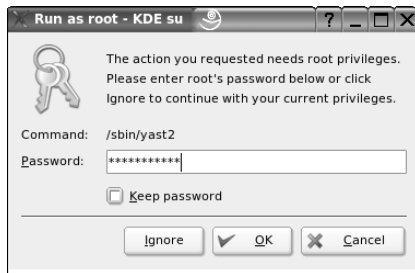 Run as root - KDE su
The action you requested needs root privileges.
Please enter root's password below or click
Ignore to continue with your current privileges.
Command: /sbin/yast2
Password: ***********
Keep password
Ignore OK Cancel